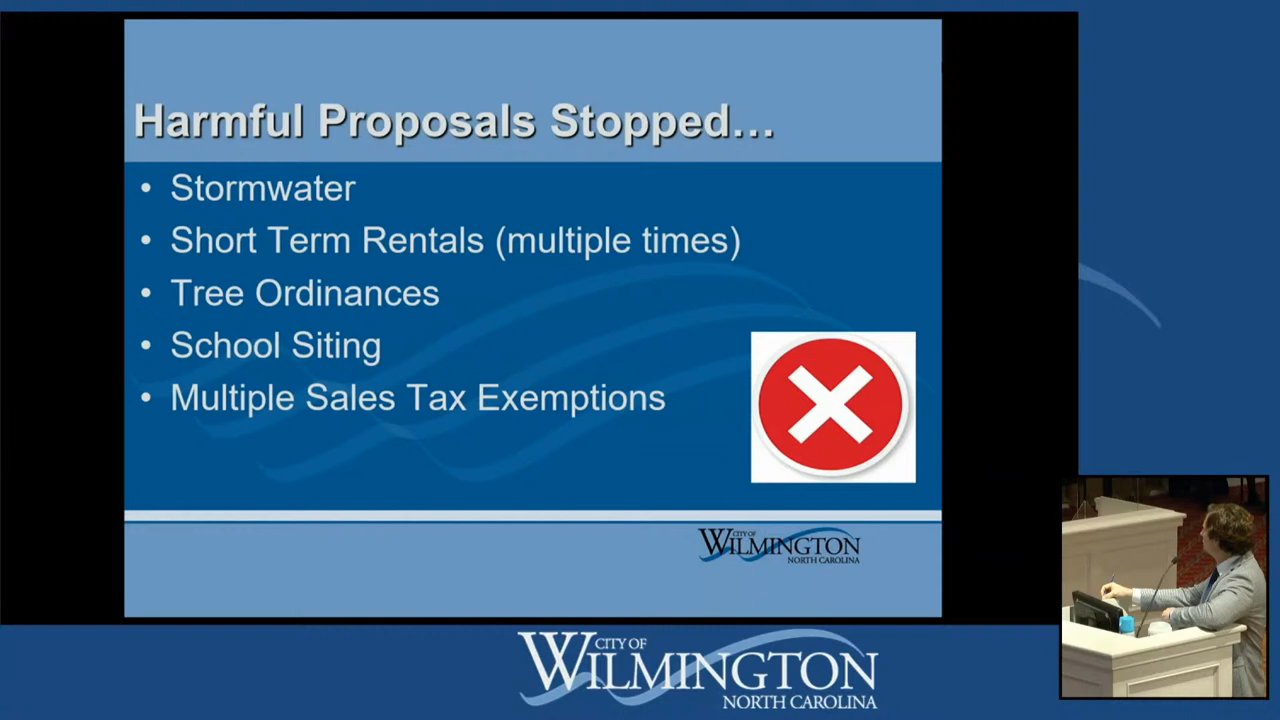 Harmful Proposals Stopped...
• Stormwater
• Short Term Rentals (multiple times)
• Tree Ordinances
• School Siting
• Multiple Sales Tax Exemptions
CITY OF
WILMINGTON
NORTH CAROLINA
CITY OF
WILMINGTON
NORTH CAROLINA